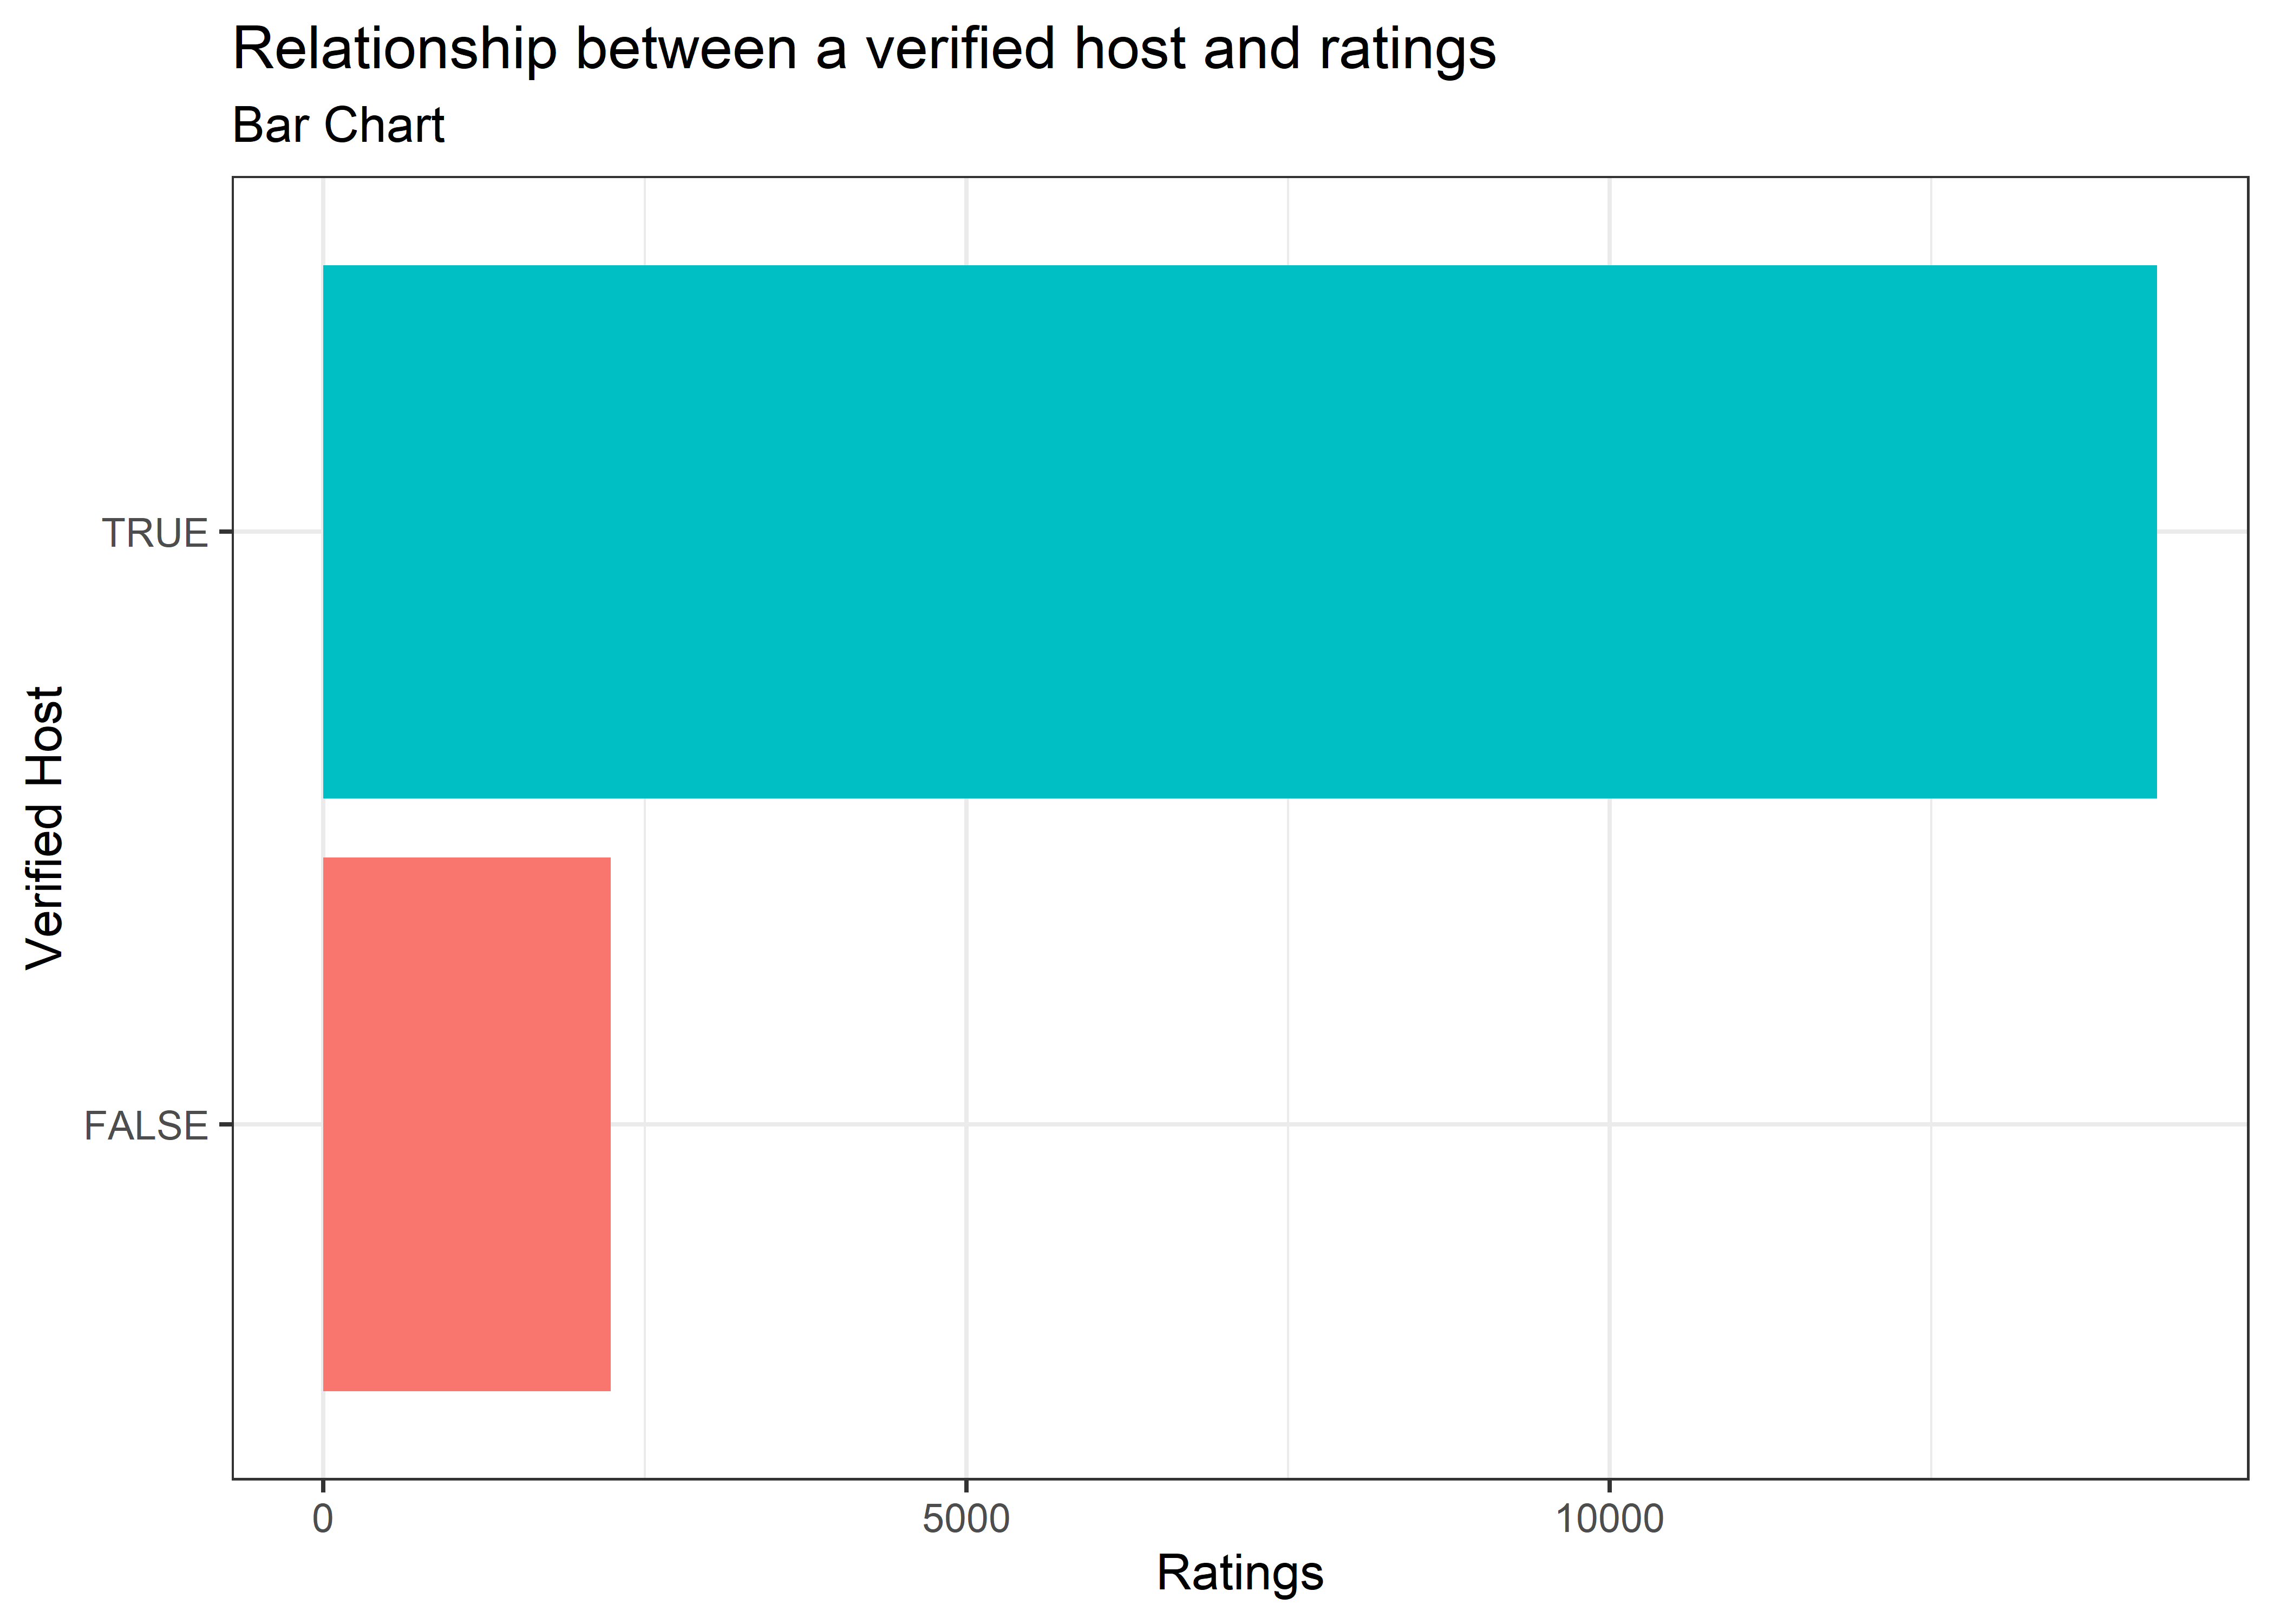 Relationship between a verified host and ratings
Bar Chart
Verified Host
TRUE
FALSE
0 5000 10000
Ratings